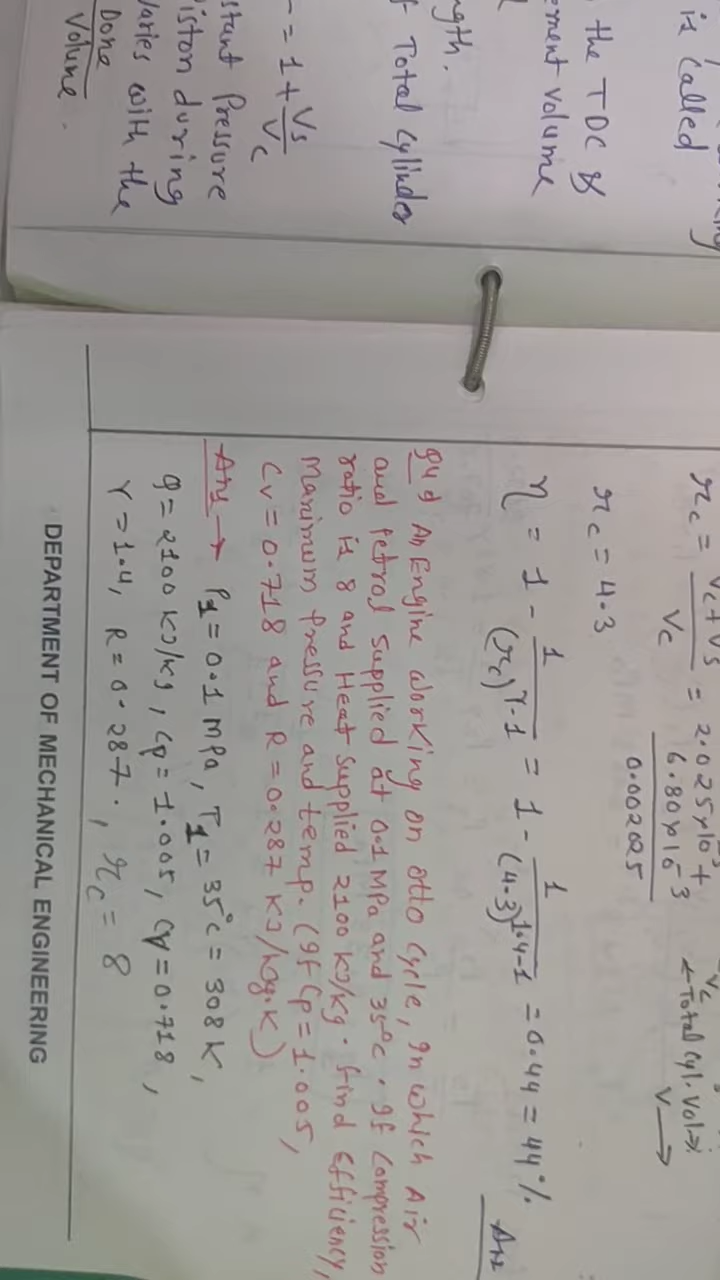 is called
the TDC &
ement volume
ngth.
f Total cylinder
= 1 + Vs/Vc
stant Pressure
iston during
varies with the
Done
Volume.
rc = Vc + Vs / Vc = 2.025x10⁻³ + 6.80x10⁻³ / 0.002025
Vc
←Total cyl. Vol→
V →
rc = 4.3
η = 1 - 1/(rc)^γ-1 = 1 - 1/(4.3)^1.4-1 = 0.44 = 44%
Ans
Q4→ An Engine working on otto cycle, In which Air
and Petrol supplied at 0.1 MPa and 35°c. If Compression
ratio is 8 and Heat supplied 2100 KJ/Kg. find Efficiency,
Maximum Pressure and temp. (If Cp = 1.005,
Cv = 0.718 and R = 0.287 KJ/kg.K)
Ans → P1 = 0.1 MPa, T1 = 35°c = 308 K,
q = 2100 KJ/Kg, Cp = 1.005, Cv = 0.718,
γ = 1.4, R = 0.287., rc = 8
DEPARTMENT OF MECHANICAL ENGINEERING